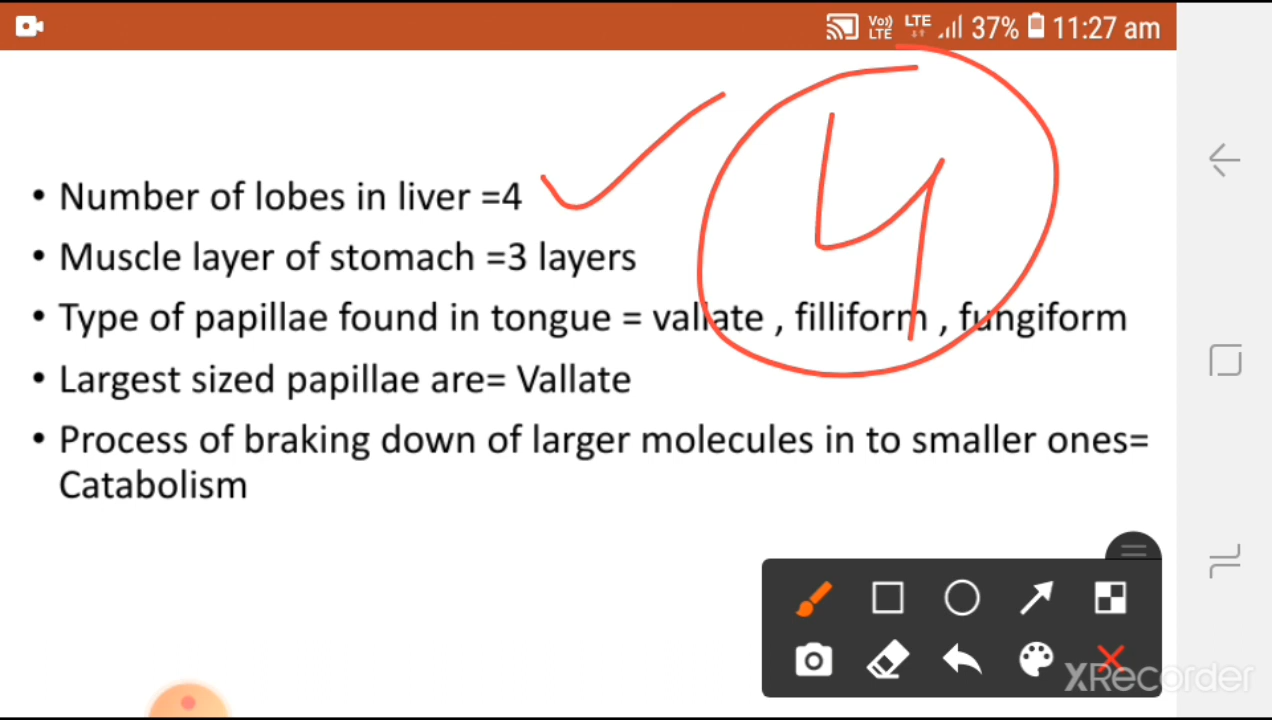 Vo)) LTE LTE 37% 11:27 am
• Number of lobes in liver =4
4
• Muscle layer of stomach =3 layers
• Type of papillae found in tongue = vallate , filliform , fungiform
• Largest sized papillae are= Vallate
• Process of braking down of larger molecules in to smaller ones=
Catabolism
XRecorder